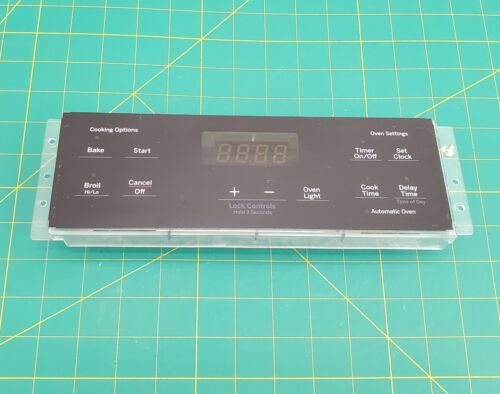 Cooking Options
Bake
Start
Broil
Hi/Lo
Cancel
Off
+
−
Lock Controls
Hold 3 Seconds
Oven
Light
Oven Settings
Timer
On/Off
Set
Clock
Cook
Time
Delay
Time
Time of Day
Automatic Oven